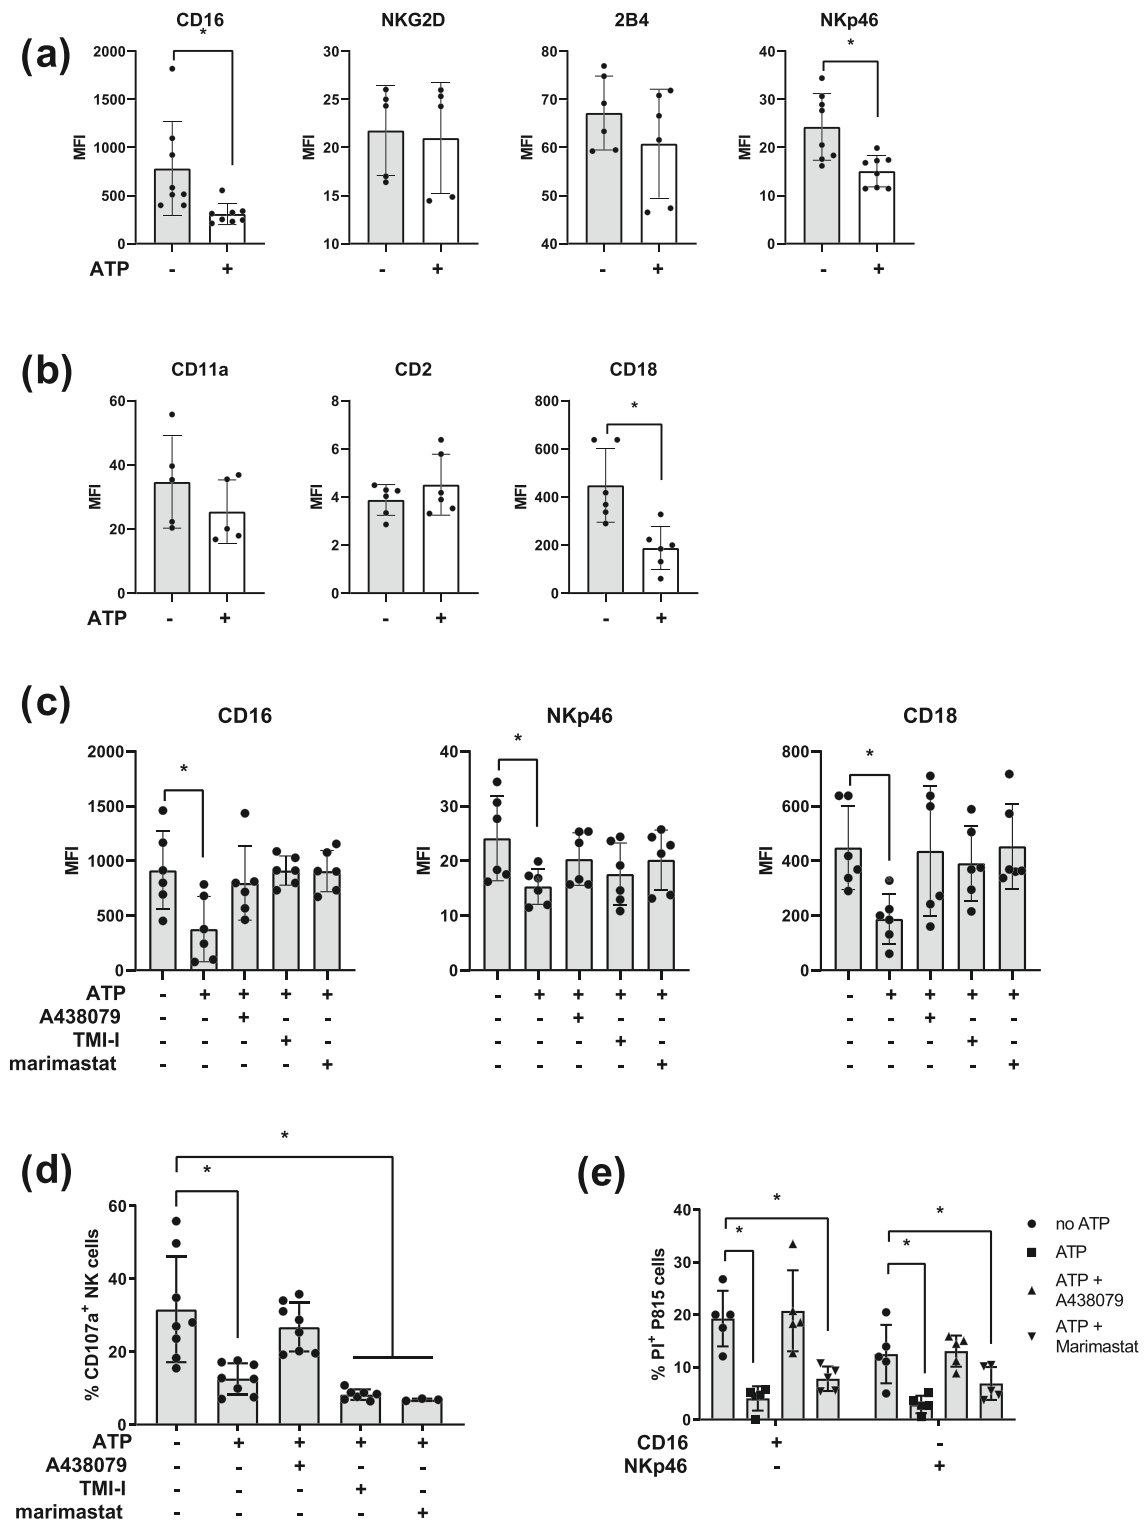 (a)
CD16 NKG2D 2B4 NKp46
* *
2000 30 80 40
1500 25 70 30
1000 20 60 20
500 15 50 10
0 10 40 0
MFI MFI MFI MFI
ATP - + - + - + - +
(b)
CD11a CD2 CD18
*
60 8 800
40 6 600
20 4 400
0 2 200
0 0
MFI MFI MFI
ATP - + - + - +
(c)
CD16 NKp46 CD18
* * *
2000 40 800
1500 30 600
1000 20 400
500 10 200
0 0 0
MFI MFI MFI
ATP - + + + + - + + + + - + + + +
A438079 - - + - - - - + - - - - + - -
TMI-I - - - + - - - - + - - - - + -
marimastat - - - - + - - - - + - - - - +
(d)
* *
60
40
20
0
% CD107a+ NK cells
ATP - + + + +
A438079 - - + - -
TMI-I - - - + -
marimastat - - - - +
(e)
* * * *
40
30
20
10
0
% PI+ P815 cells
CD16 + -
NKp46 - +
no ATP
ATP
ATP +
A438079
ATP +
Marimastat